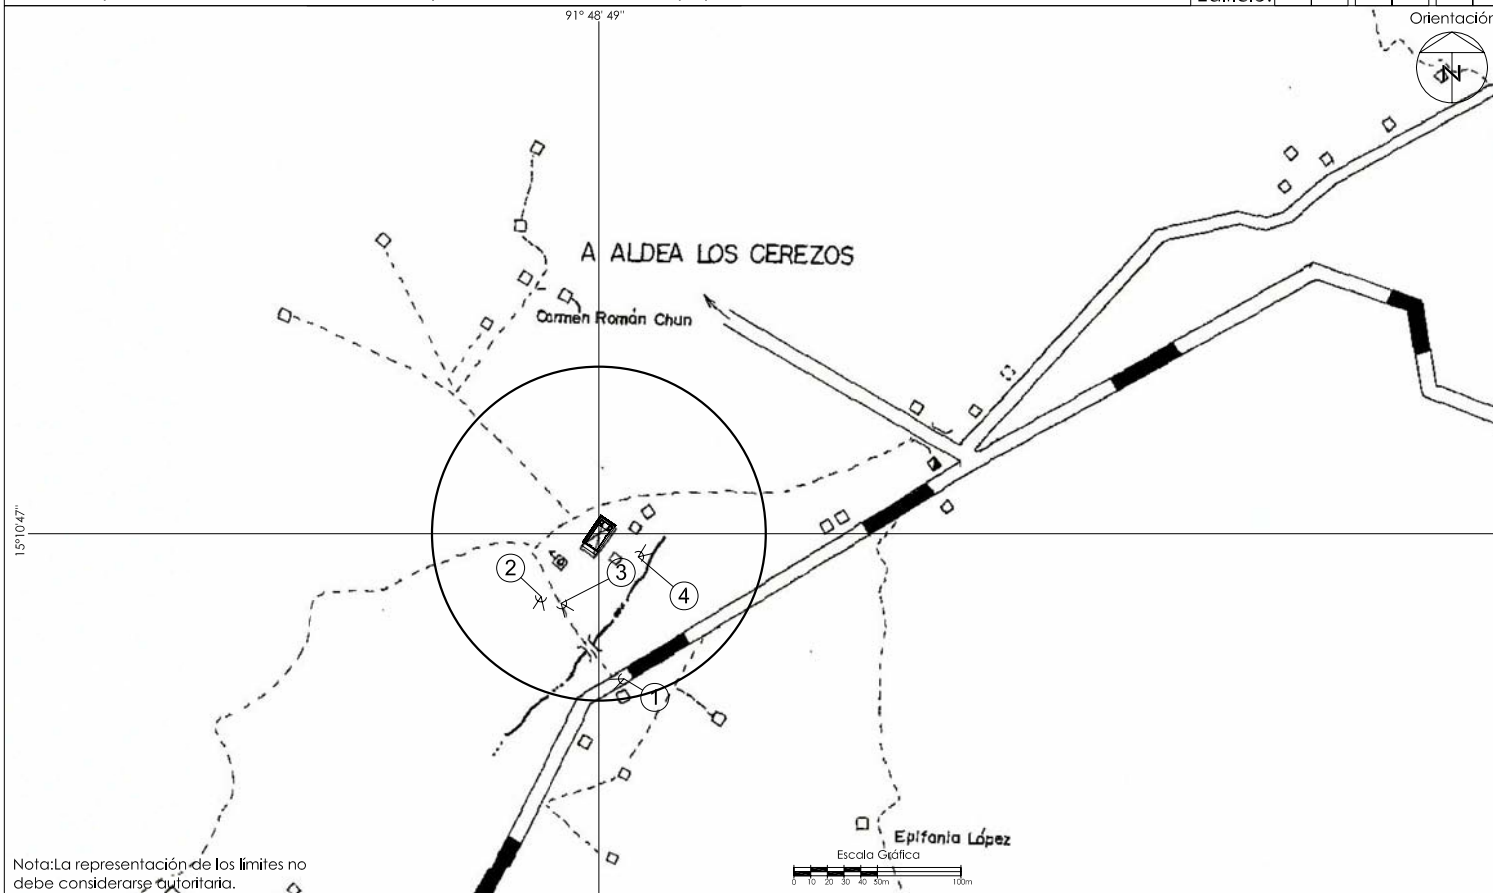 91° 48' 49"
Orientación
N
A ALDEA LOS CEREZOS
Carmen Román Chun
15°10'47"
2
3
4
1
Epifania López
Escala Gráfica
0 10 20 30 40 50m 100m
Nota:La representación de los límites no
debe considerarse autoritaria.